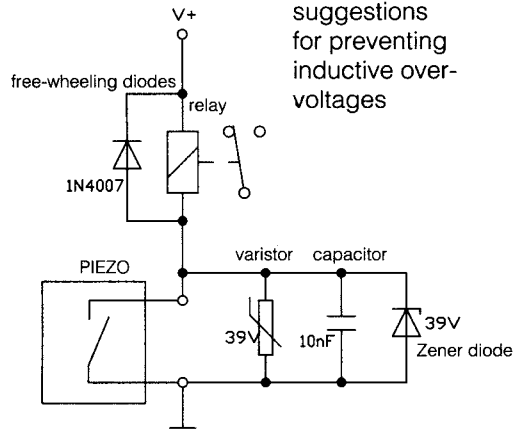 V+
suggestions
for preventing
inductive over-
voltages
free-wheeling diodes
relay
1N4007
PIEZO
varistor
capacitor
39V
10nF
39V
Zener diode